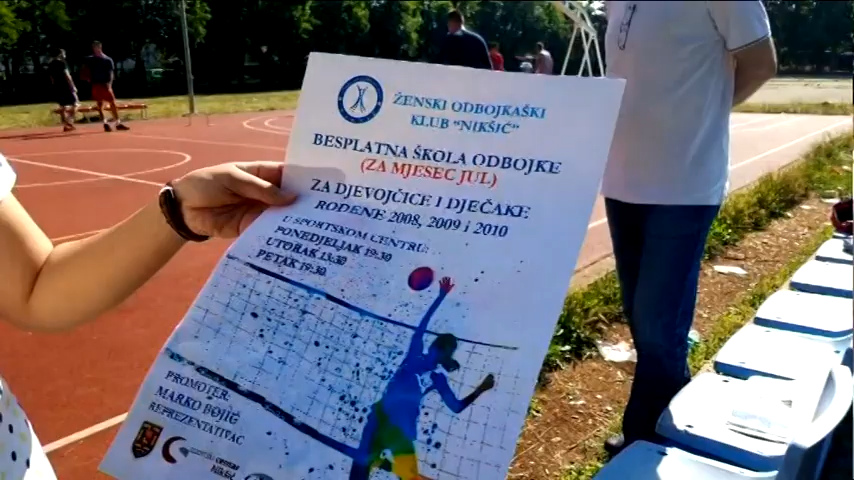 ŽENSKI ODBOJKAŠKI
KLUB "NIKŠIĆ"
BESPLATNA ŠKOLA ODBOJKE
(ZA MJESEC JUL)
ZA DJEVOJČICE I DJEČAKE
ROĐENE 2008, 2009 I 2010
U SPORTSKOM CENTRU:
PONEDJELJAK 19:30
UTORAK 13:30
PETAK 19:30
PROMOTER:
MARKO BOJIĆ
REPREZENTATIVAC